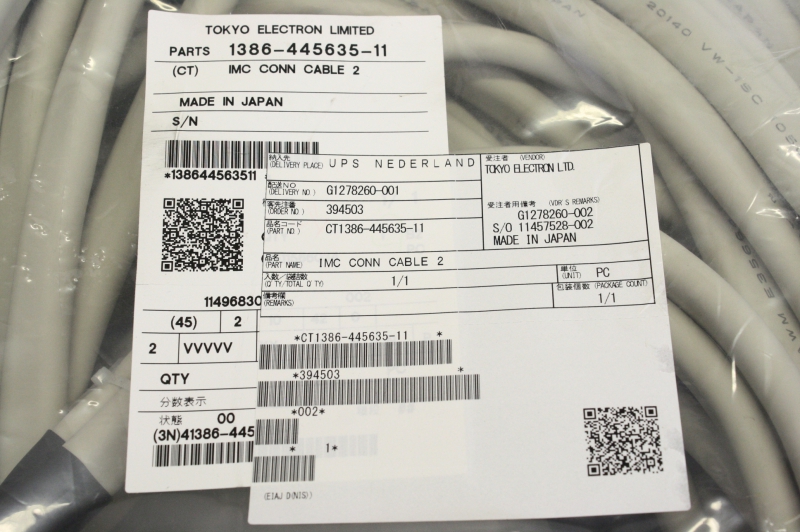 TOKYO ELECTRON LIMITED
PARTS 1386-445635-11
(CT) IMC CONN CABLE 2
MADE IN JAPAN
S/N
*138644563511
11496830
(45) 2
2 VVVVV
QTY
分数表示
状態 00
(3N)41386-445
納入先
(DELIVERY PLACE) UPS NEDERLAND
配送NO
(DELIVERY NO.) G1278260-001
客先注番
(ORDER NO) 394503
品名コード
(PART NO) CT1386-445635-11
受注者 (VENDOR)
TOKYO ELECTRON LTD.
受注者用備考 (VDR'S REMARKS)
G1278260-002
S/O 11457528-002
MADE IN JAPAN
品名
(PART NAME) IMC CONN CABLE 2
(Q'TY/TOTAL Q'TY) 1/1
単位
(UNIT) PC
備考欄
(REMARKS)
包装個数 (PACKAGE COUNT)
1/1
*CT1386-445635-11 *
*394503 *
*002*
* 1*
(EIAJ D(NIS))
20140 VW-1SC